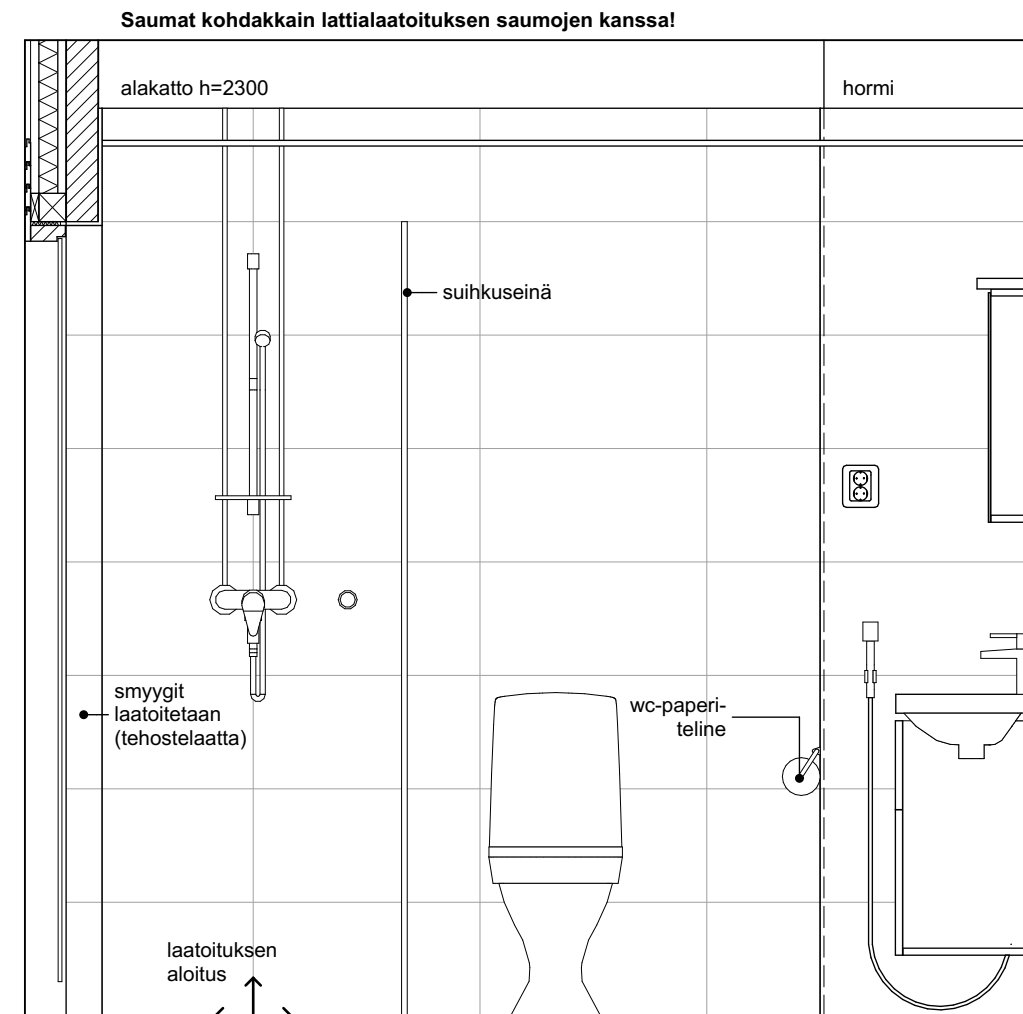 Saumat kohdakkain lattialaatoituksen saumojen kanssa!
alakatto h=2300
hormi
suihkuseinä
smyygit
laatoitetaan
(tehostelaatta)
wc-paperi-
teline
laatoituksen
aloitus